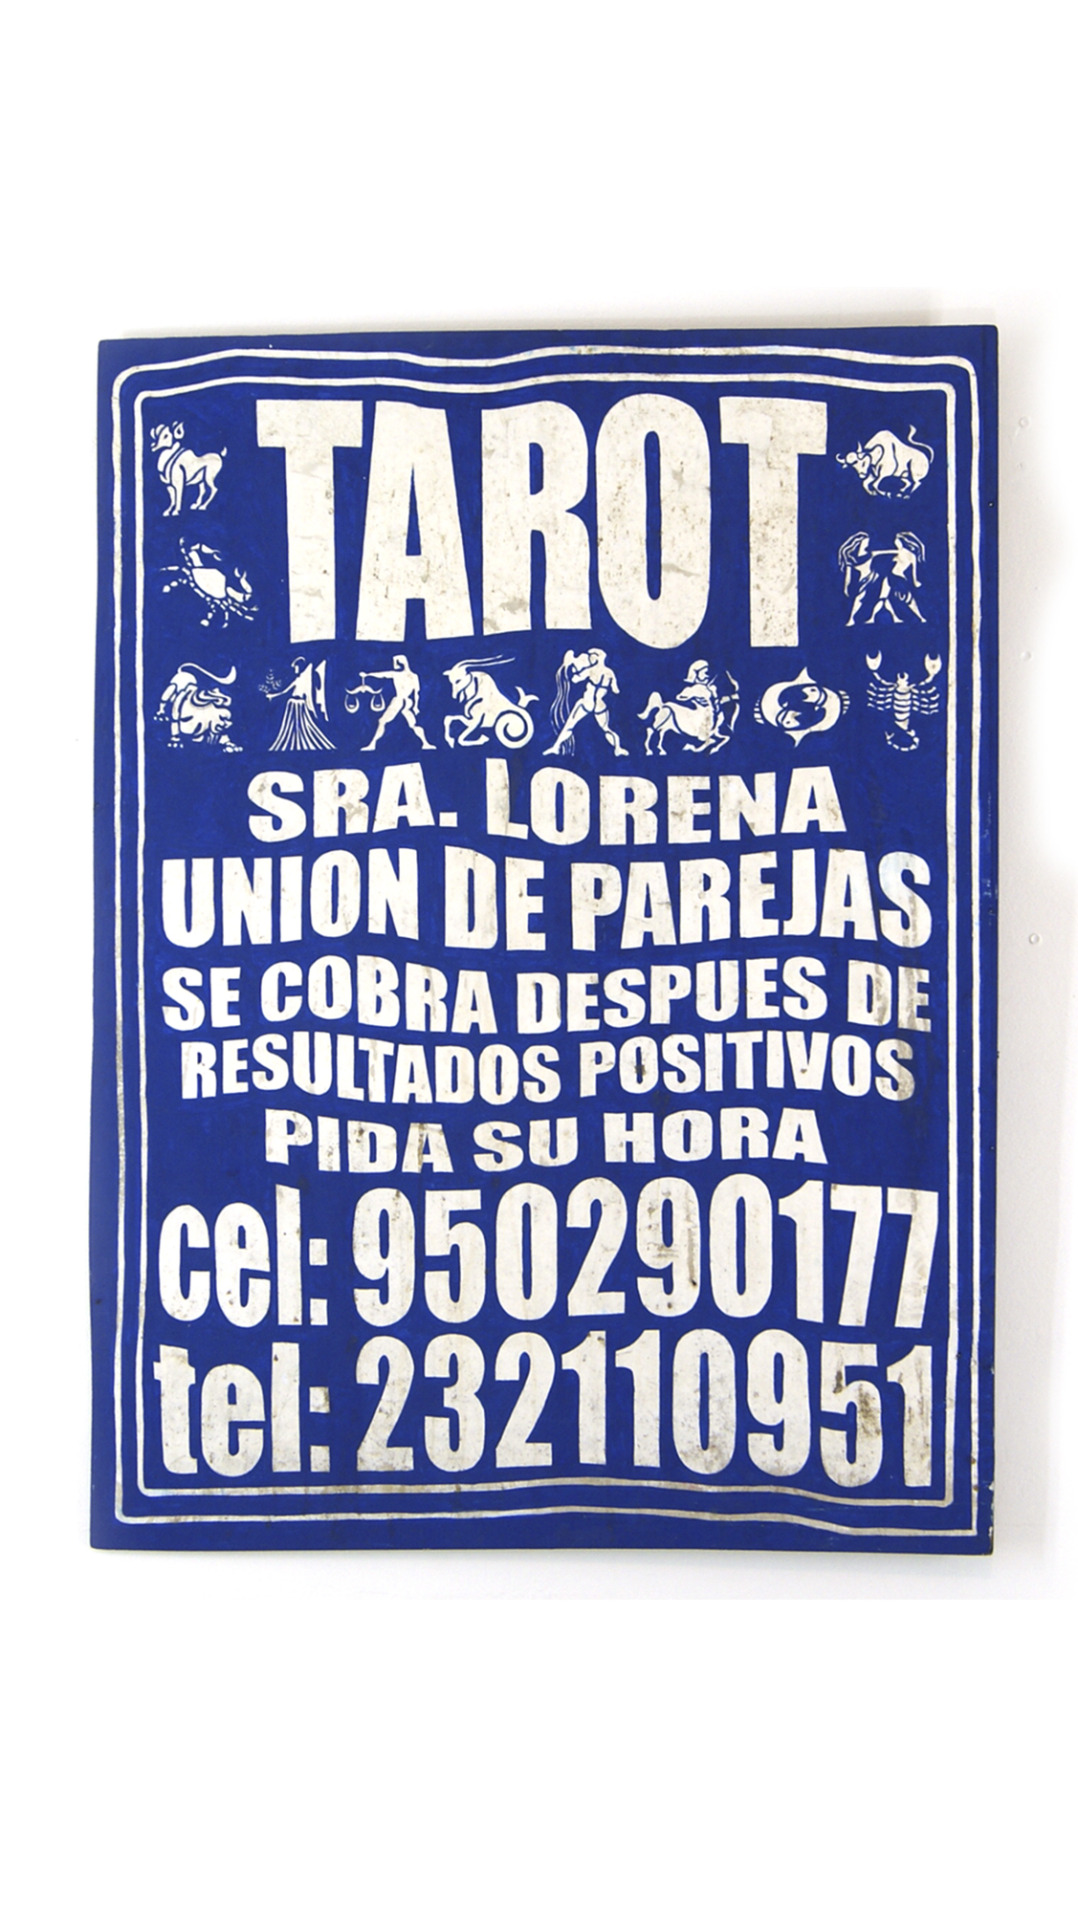 TAROT
SRA. LORENA
UNION DE PAREJAS
SE COBRA DESPUES DE
RESULTADOS POSITIVOS
PIDA SU HORA
cel: 950290177
tel: 232110951